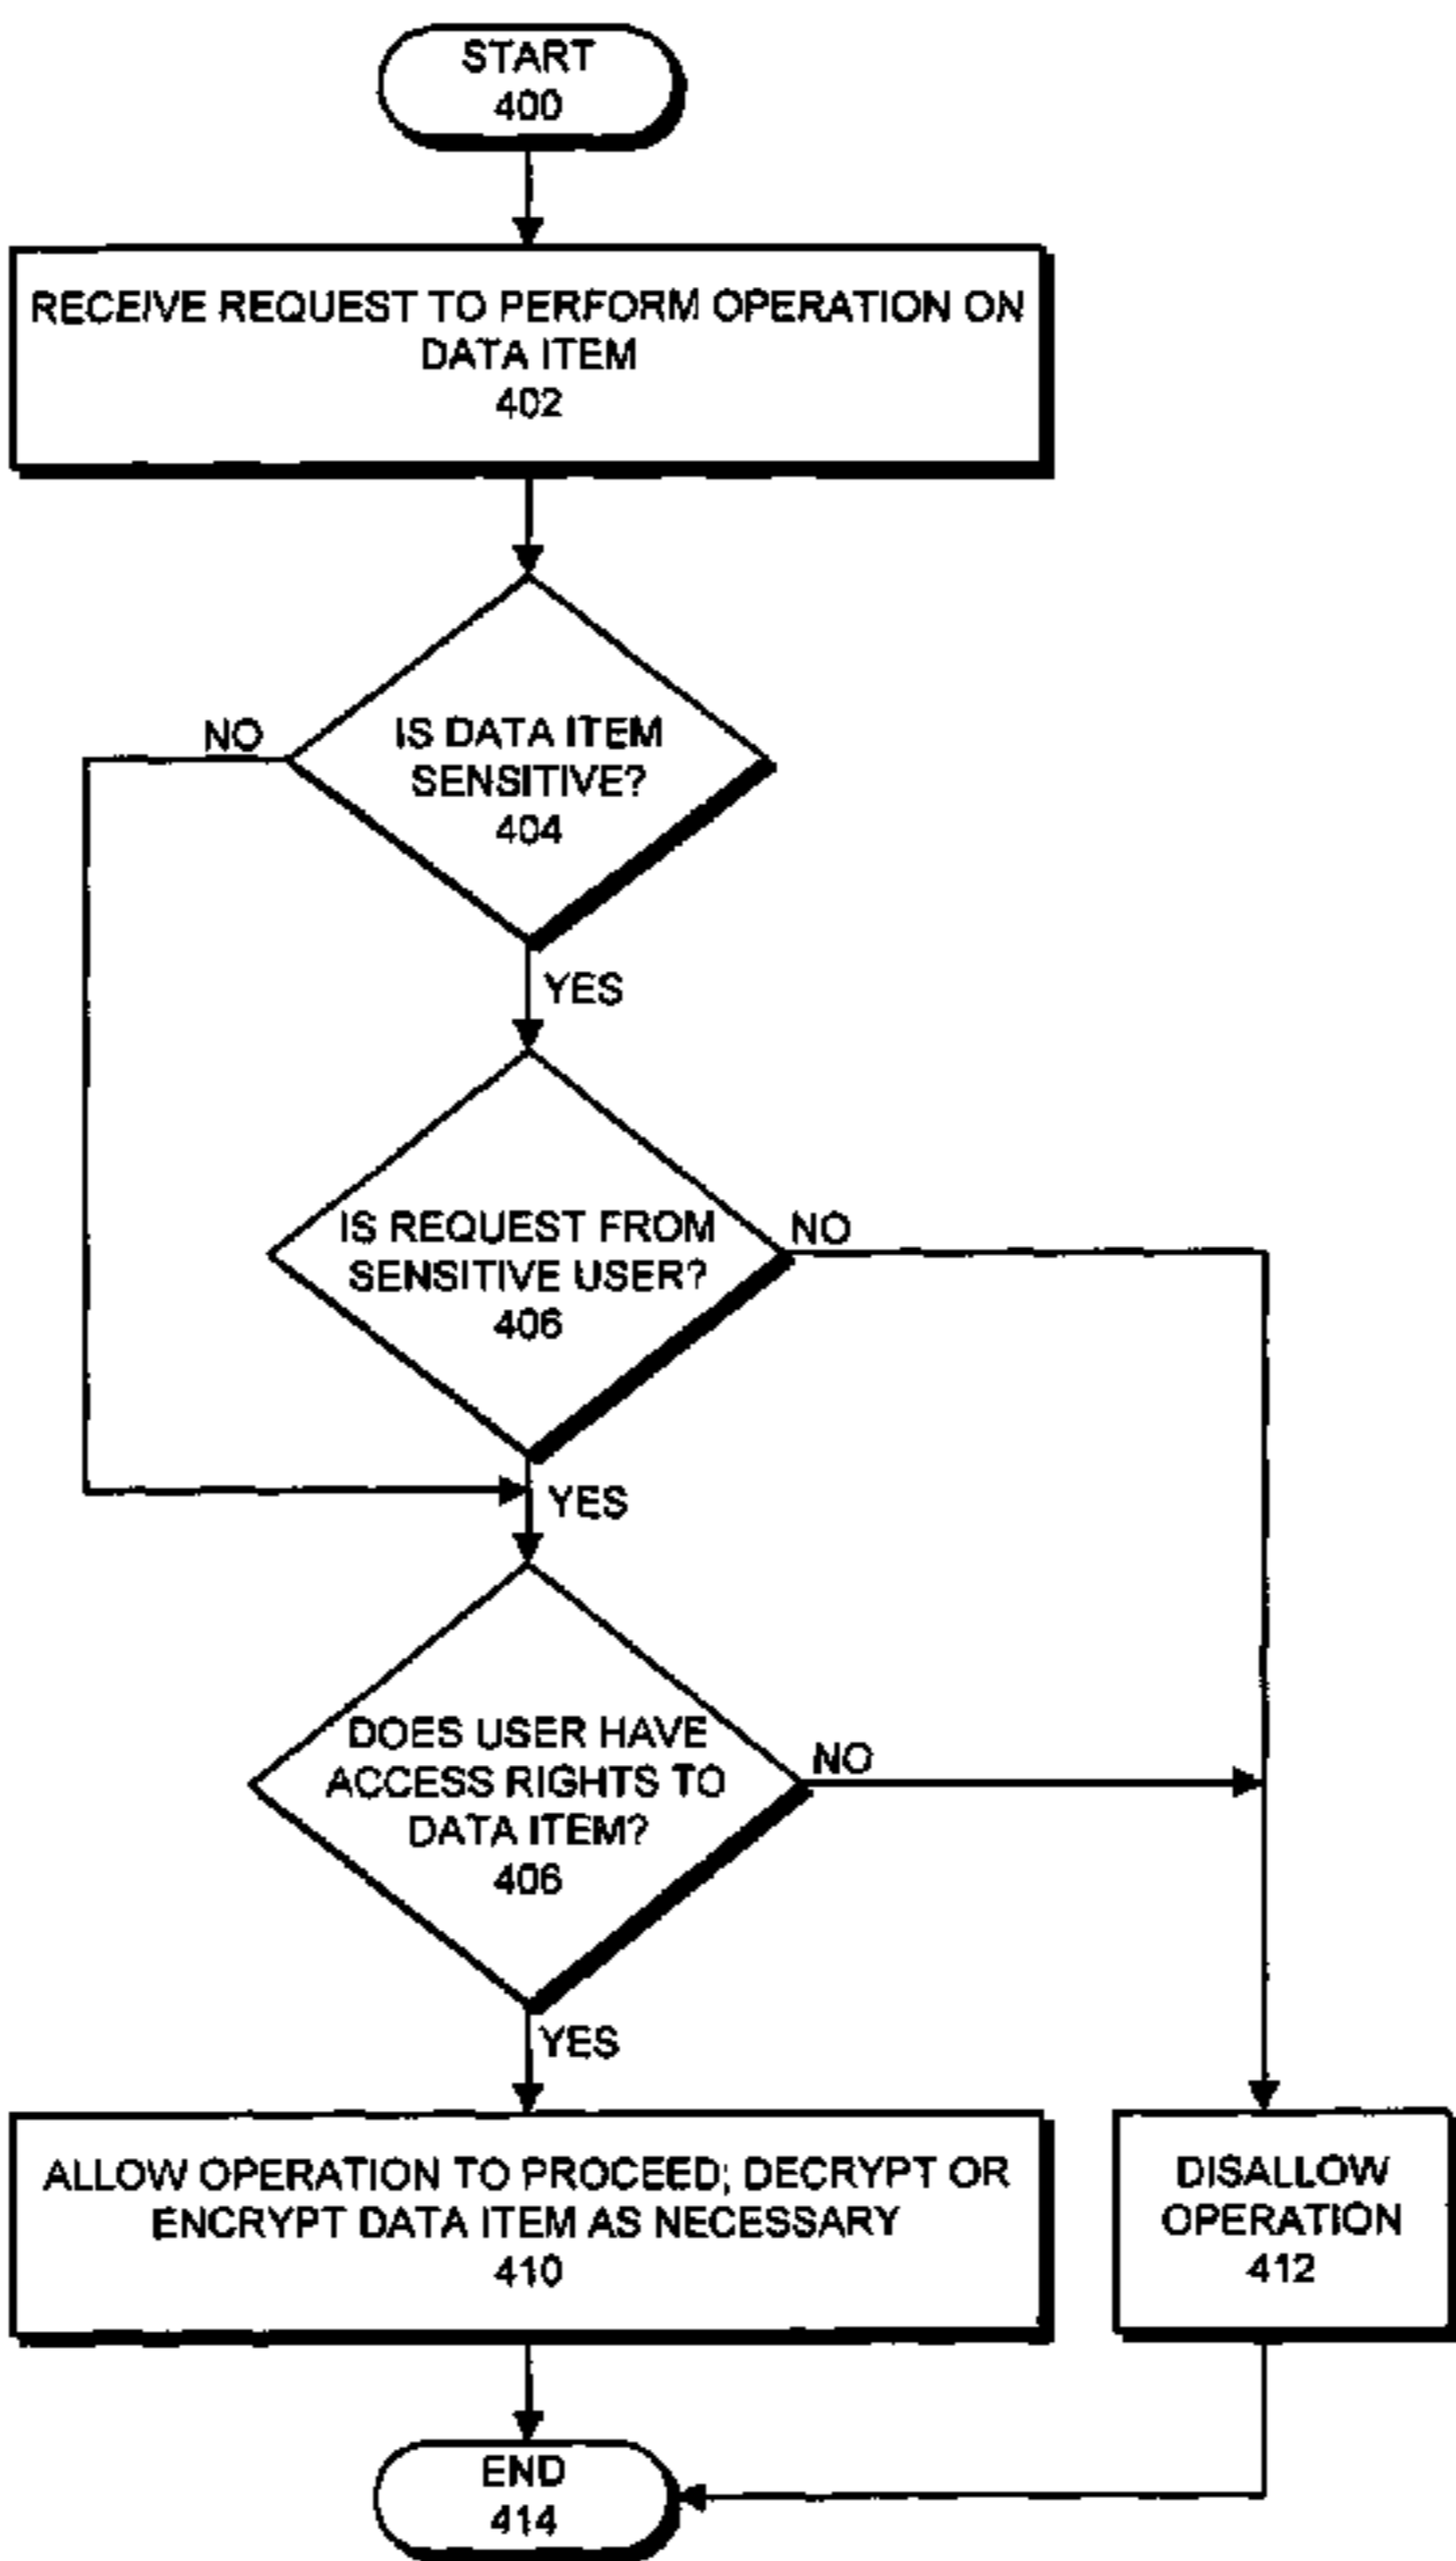 START
400
RECEIVE REQUEST TO PERFORM OPERATION ON
DATA ITEM
402
IS DATA ITEM
SENSITIVE?
404
NO
YES
IS REQUEST FROM
SENSITIVE USER?
406
NO
YES
DOES USER HAVE
ACCESS RIGHTS TO
DATA ITEM?
406
NO
YES
ALLOW OPERATION TO PROCEED; DECRYPT OR
ENCRYPT DATA ITEM AS NECESSARY
410
DISALLOW
OPERATION
412
END
414